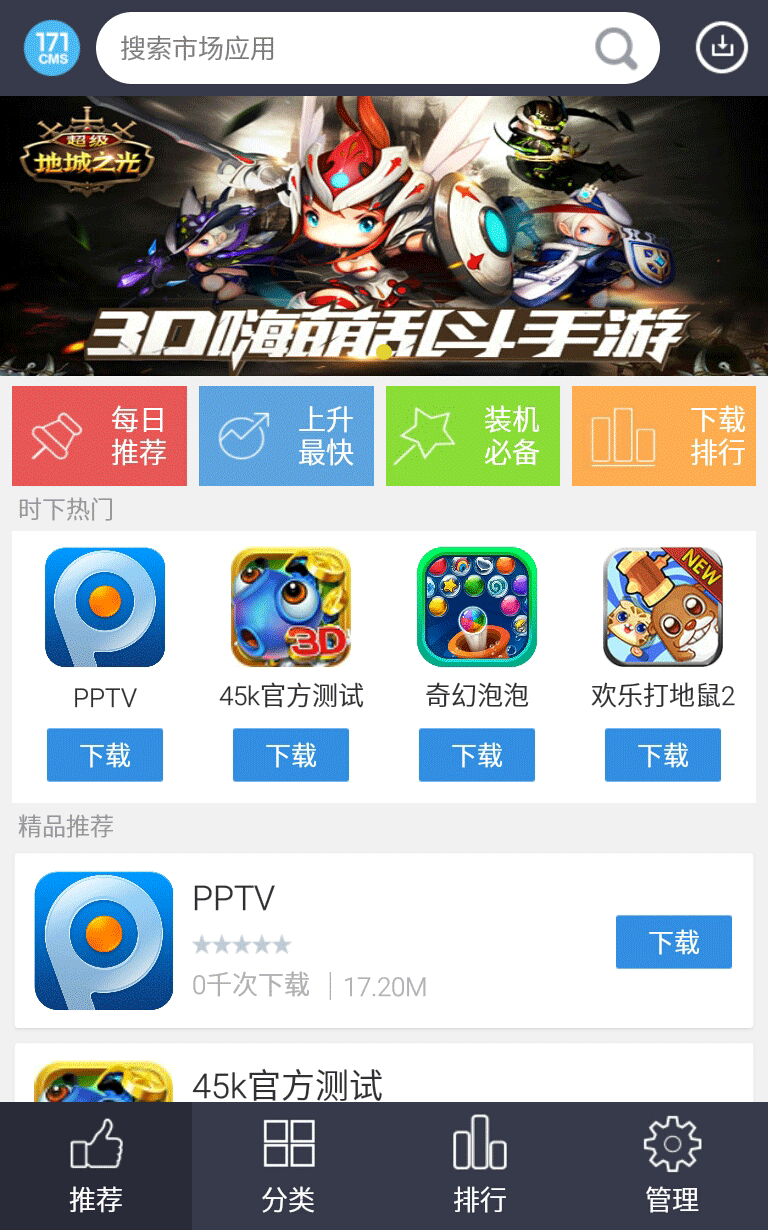 171
CMS
搜索市场应用
超级
地城之光
3D嗨萌乱斗手游
每日
推荐
上升
最快
装机
必备
下载
排行
时下热门
3D
NEW
PPTV
45k官方测试
奇幻泡泡
欢乐打地鼠2
下载
下载
下载
下载
精品推荐
PPTV
0千次下载
17.20M
下载
45k官方测试
推荐
分类
排行
管理